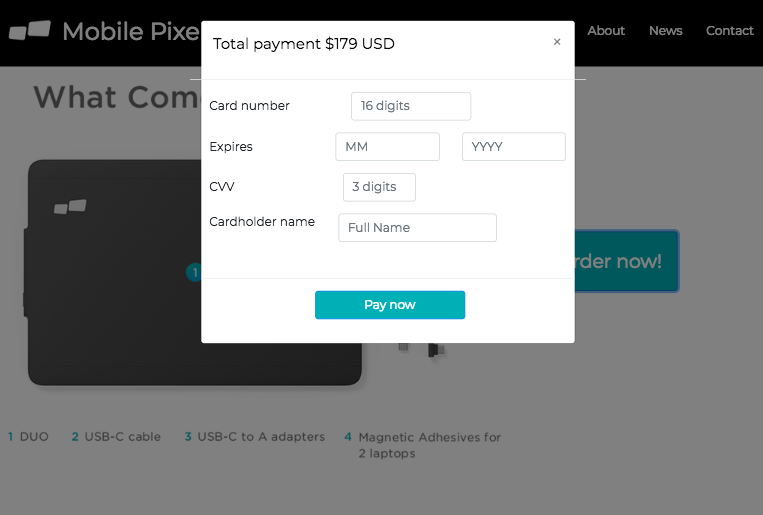 Mobile Pixe
About
News
Contact
Total payment $179 USD
×
What Com
Card number
16 digits
Expires
MM
YYYY
CVV
3 digits
Cardholder name
Full Name
1
rder now!
Pay now
1 DUO
2 USB-C cable
3 USB-C to A adapters
4 Magnetic Adhesives for
2 laptops